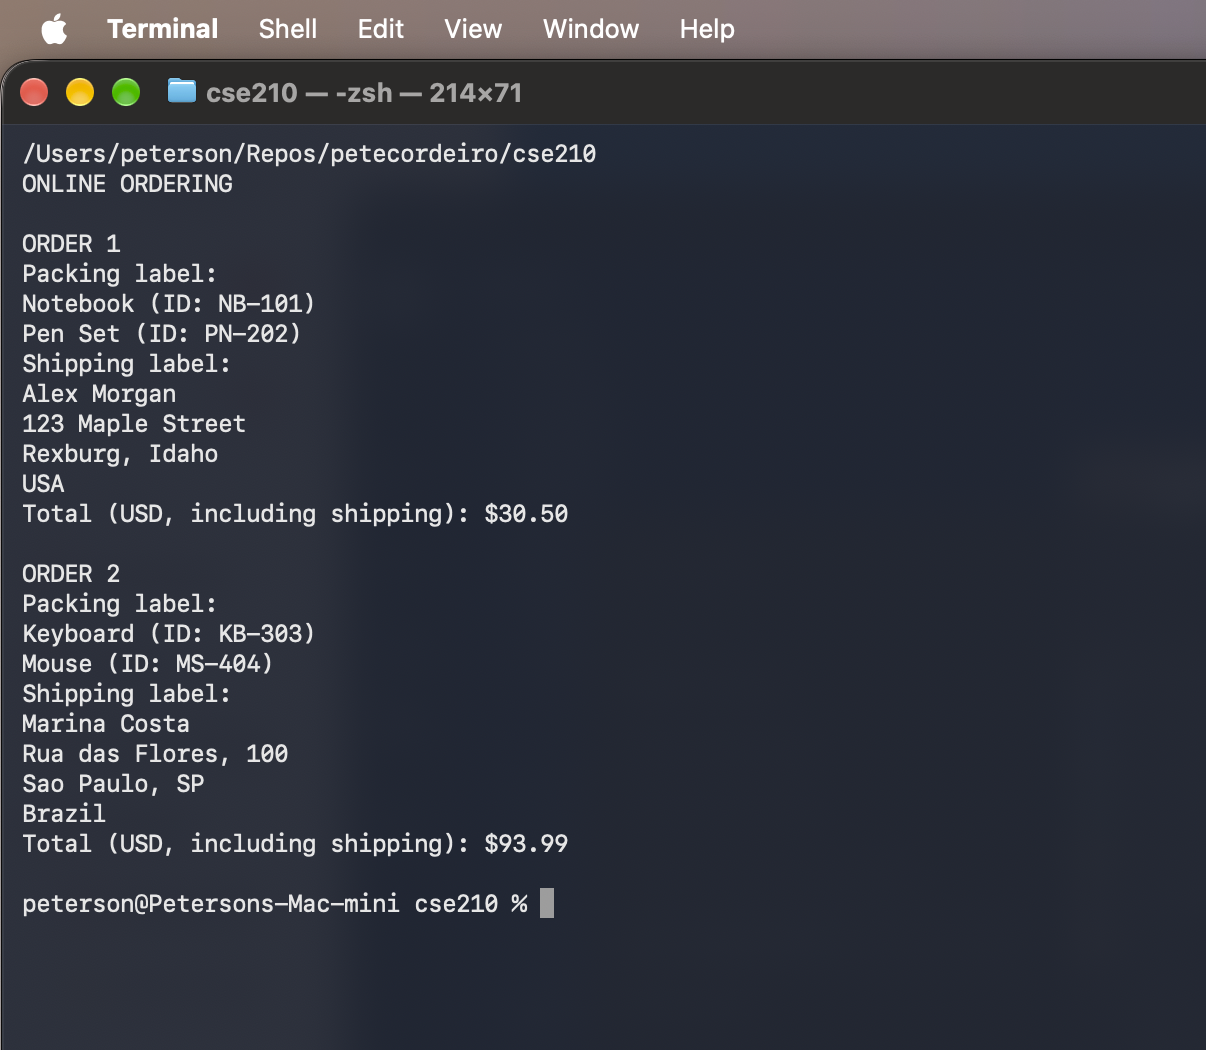 Terminal Shell Edit View Window Help
cse210 — -zsh — 214×71
/Users/peterson/Repos/petecordeiro/cse210
ONLINE ORDERING
ORDER 1
Packing label:
Notebook (ID: NB-101)
Pen Set (ID: PN-202)
Shipping label:
Alex Morgan
123 Maple Street
Rexburg, Idaho
USA
Total (USD, including shipping): $30.50
ORDER 2
Packing label:
Keyboard (ID: KB-303)
Mouse (ID: MS-404)
Shipping label:
Marina Costa
Rua das Flores, 100
Sao Paulo, SP
Brazil
Total (USD, including shipping): $93.99
peterson@Petersons-Mac-mini cse210 %